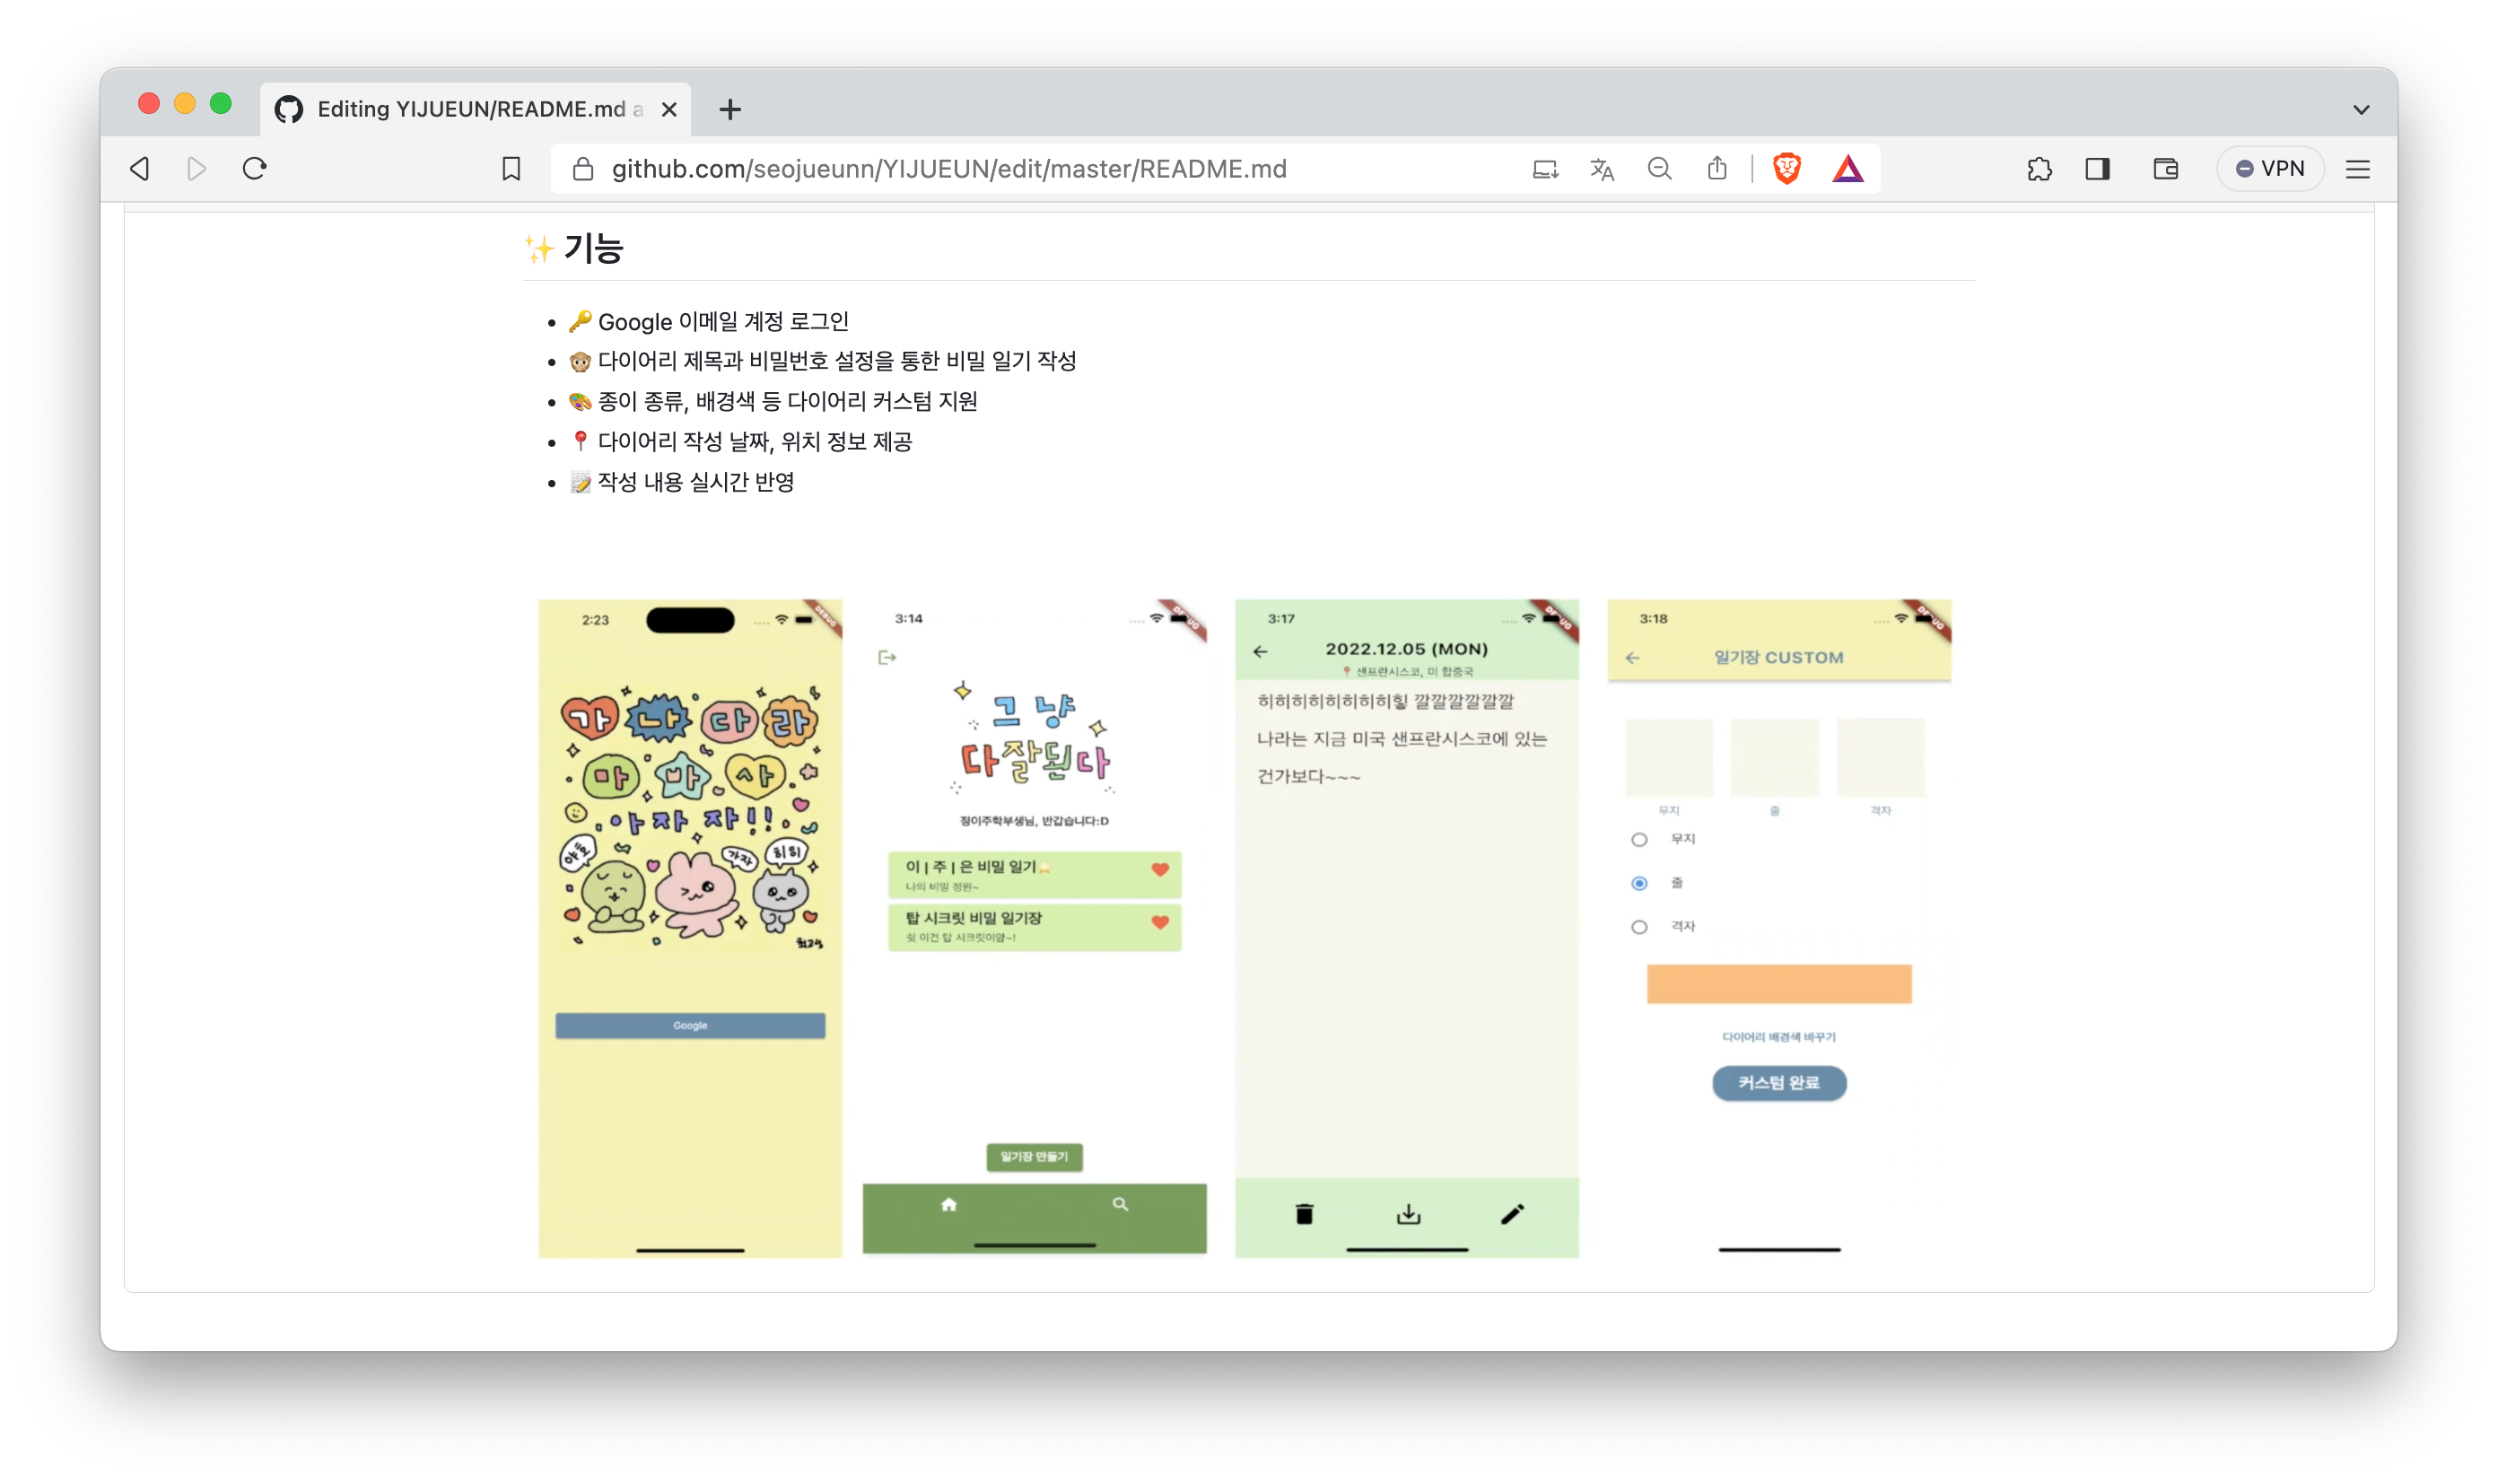 Editing YIJUEUN/README.md a
github.com/seojueunn/YIJUEUN/edit/master/README.md
VPN
✨ 기능
🔑 Google 이메일 계정 로그인
🙊 다이어리 제목과 비밀번호 설정을 통한 비밀 일기 작성
🎨 종이 종류, 배경색 등 다이어리 커스텀 지원
📍 다이어리 작성 날짜, 위치 정보 제공
📝 작성 내용 실시간 반영
2:23
DEBUG
가 나 다 라
마 바 사
아 자 자!!
야호 가자 히히
Google
3:14
그냥
다잘된다
정이주학부생님, 반갑습니다:D
이 | 주 | 은 비밀 일기⭐
나의 비밀 정원~
탑 시크릿 비밀 일기장
쉿 이건 탑 시크릿이얌~!
일기장 만들기
3:17
2022.12.05 (MON)
📍 샌프란시스코, 미 합중국
히히히히히히히히힣 깔깔깔깔깔깔
나라는 지금 미국 샌프란시스코에 있는
건가보다~~~
3:18
일기장 CUSTOM
무지 줄 격자
무지
줄
격자
다이어리 배경색 바꾸기
커스텀 완료